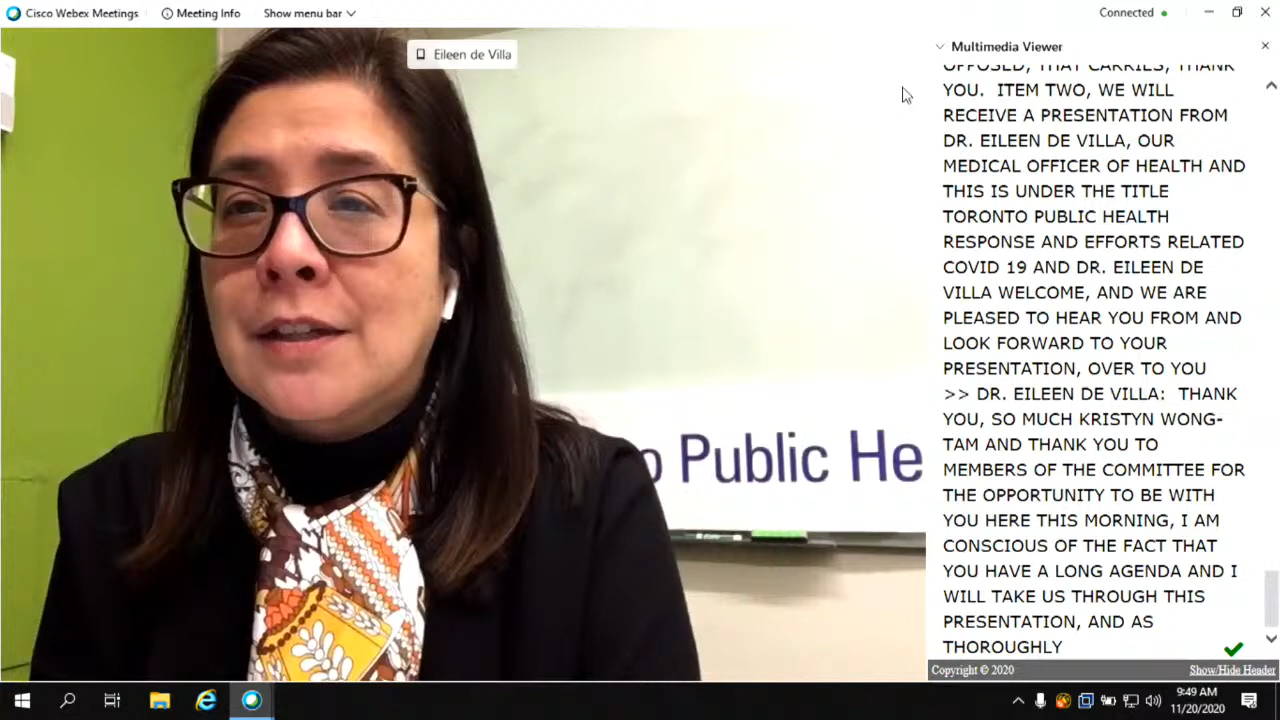 Cisco Webex Meetings
Meeting Info
Show menu bar
Connected
Eileen de Villa
o Public He
Multimedia Viewer
OPPOSED, THAT CARRIES, THANK
YOU. ITEM TWO, WE WILL
RECEIVE A PRESENTATION FROM
DR. EILEEN DE VILLA, OUR
MEDICAL OFFICER OF HEALTH AND
THIS IS UNDER THE TITLE
TORONTO PUBLIC HEALTH
RESPONSE AND EFFORTS RELATED
COVID 19 AND DR. EILEEN DE
VILLA WELCOME, AND WE ARE
PLEASED TO HEAR YOU FROM AND
LOOK FORWARD TO YOUR
PRESENTATION, OVER TO YOU
>> DR. EILEEN DE VILLA: THANK
YOU, SO MUCH KRISTYN WONG-
TAM AND THANK YOU TO
MEMBERS OF THE COMMITTEE FOR
THE OPPORTUNITY TO BE WITH
YOU HERE THIS MORNING, I AM
CONSCIOUS OF THE FACT THAT
YOU HAVE A LONG AGENDA AND I
WILL TAKE US THROUGH THIS
PRESENTATION, AND AS
THOROUGHLY
Copyright © 2020
Show/Hide Header
9:49 AM
11/20/2020